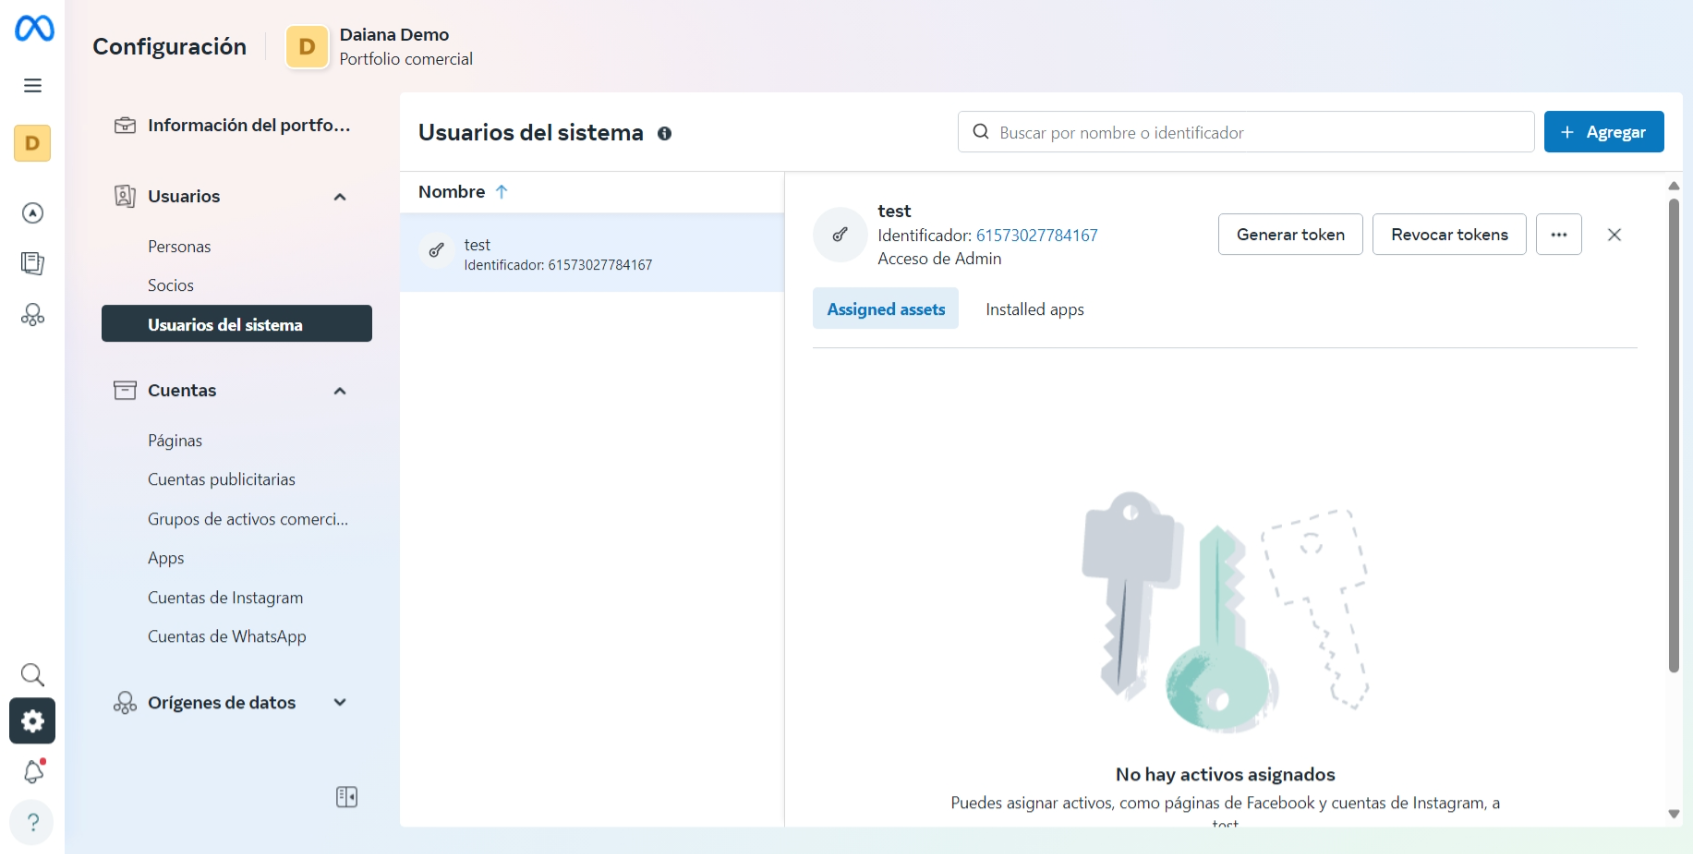 Configuración
D
Daiana Demo
Portfolio comercial
D
Información del portfo...
Usuarios
Personas
Socios
Usuarios del sistema
Cuentas
Páginas
Cuentas publicitarias
Grupos de activos comerci...
Apps
Cuentas de Instagram
Cuentas de WhatsApp
Orígenes de datos
?
Usuarios del sistema
Buscar por nombre o identificador
+ Agregar
Nombre ↑
test
Identificador: 61573027784167
test
Identificador: 61573027784167
Acceso de Admin
Generar token
Revocar tokens
...
Assigned assets
Installed apps
No hay activos asignados
Puedes asignar activos, como páginas de Facebook y cuentas de Instagram, a
test